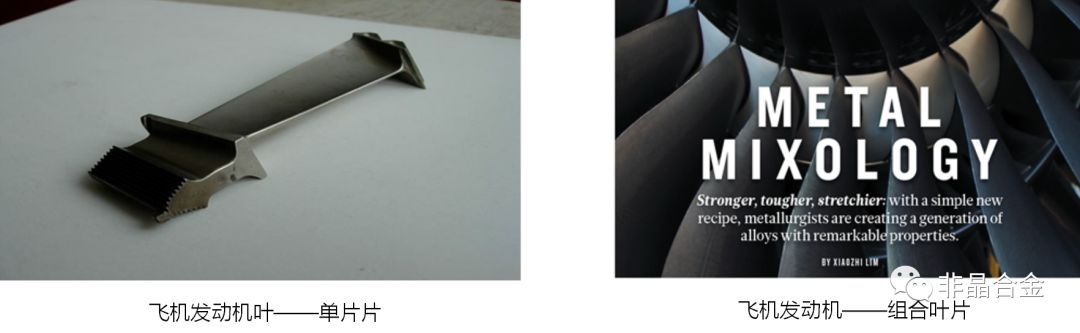 METAL
MIXOLOGY
Stronger, tougher, stretchier: with a simple new
recipe, metallurgists are creating a generation of
alloys with remarkable properties.
BY XIAOZHI LIM
非晶合金
飞机发动机叶——单片片
飞机发动机——组合叶片